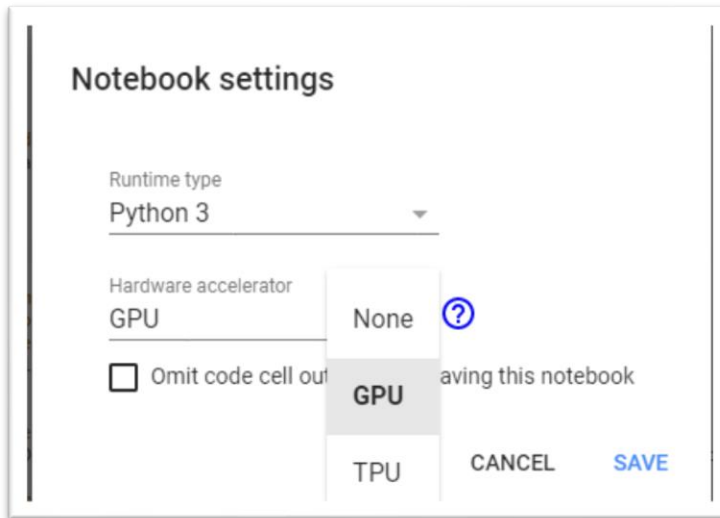 Notebook settings
Runtime type
Python 3
Hardware accelerator
GPU
None
?
Omit code cell out aving this notebook
GPU
TPU
CANCEL SAVE